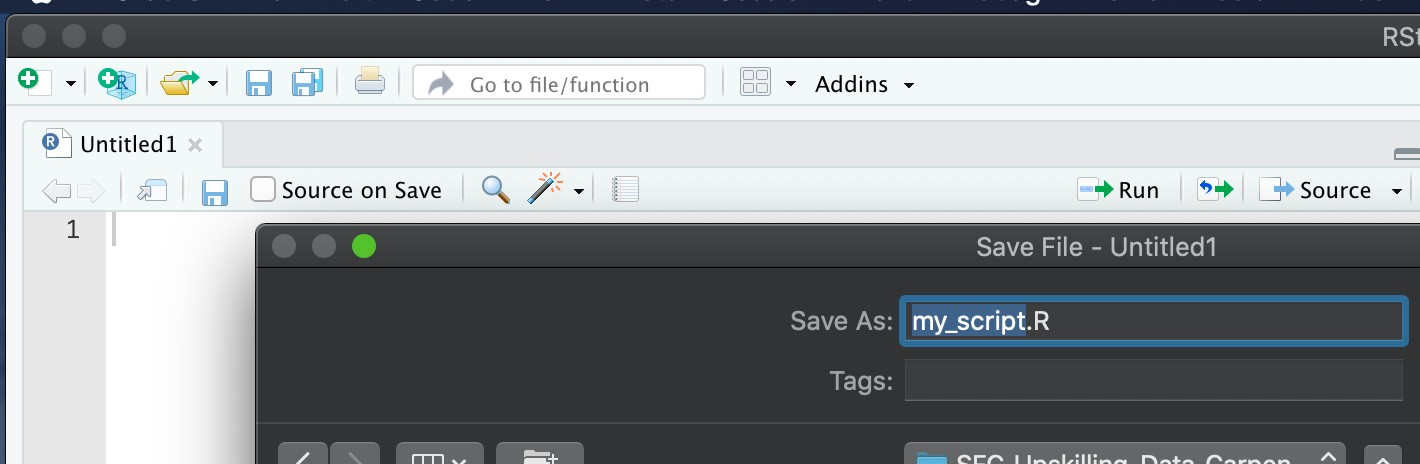 RSt
Go to file/function
Addins
Untitled1
Source on Save
Run
Source
1
Save File - Untitled1
Save As: my_script.R
Tags: